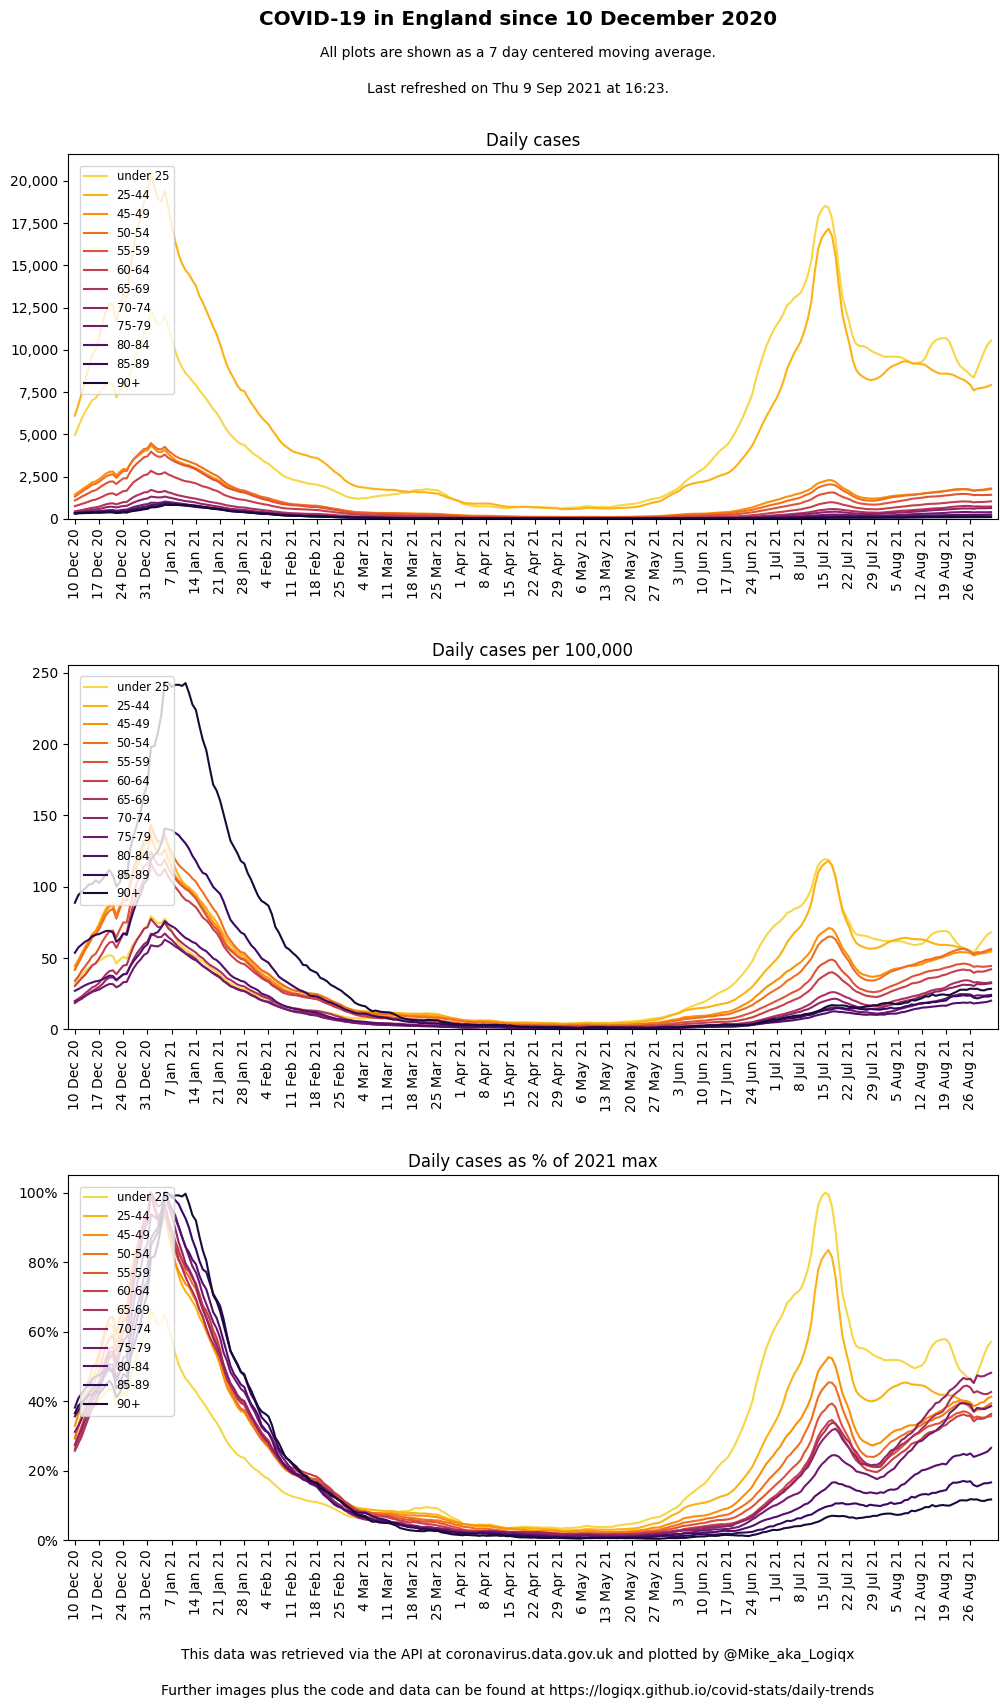 COVID-19 in England since 10 December 2020
All plots are shown as a 7 day centered moving average.
Last refreshed on Thu 9 Sep 2021 at 16:23.
Daily cases
20,000
17,500
15,000
12,500
10,000
7,500
5,000
2,500
0
under 25
25-44
45-49
50-54
55-59
60-64
65-69
70-74
75-79
80-84
85-89
90+
10 Dec 20
17 Dec 20
24 Dec 20
31 Dec 20
7 Jan 21
14 Jan 21
21 Jan 21
28 Jan 21
4 Feb 21
11 Feb 21
18 Feb 21
25 Feb 21
4 Mar 21
11 Mar 21
18 Mar 21
25 Mar 21
1 Apr 21
8 Apr 21
15 Apr 21
22 Apr 21
29 Apr 21
6 May 21
13 May 21
20 May 21
27 May 21
3 Jun 21
10 Jun 21
17 Jun 21
24 Jun 21
1 Jul 21
8 Jul 21
15 Jul 21
22 Jul 21
29 Jul 21
5 Aug 21
12 Aug 21
19 Aug 21
26 Aug 21
Daily cases per 100,000
250
200
150
100
50
0
under 25
25-44
45-49
50-54
55-59
60-64
65-69
70-74
75-79
80-84
85-89
90+
10 Dec 20
17 Dec 20
24 Dec 20
31 Dec 20
7 Jan 21
14 Jan 21
21 Jan 21
28 Jan 21
4 Feb 21
11 Feb 21
18 Feb 21
25 Feb 21
4 Mar 21
11 Mar 21
18 Mar 21
25 Mar 21
1 Apr 21
8 Apr 21
15 Apr 21
22 Apr 21
29 Apr 21
6 May 21
13 May 21
20 May 21
27 May 21
3 Jun 21
10 Jun 21
17 Jun 21
24 Jun 21
1 Jul 21
8 Jul 21
15 Jul 21
22 Jul 21
29 Jul 21
5 Aug 21
12 Aug 21
19 Aug 21
26 Aug 21
Daily cases as % of 2021 max
100%
80%
60%
40%
20%
0%
under 25
25-44
45-49
50-54
55-59
60-64
65-69
70-74
75-79
80-84
85-89
90+
10 Dec 20
17 Dec 20
24 Dec 20
31 Dec 20
7 Jan 21
14 Jan 21
21 Jan 21
28 Jan 21
4 Feb 21
11 Feb 21
18 Feb 21
25 Feb 21
4 Mar 21
11 Mar 21
18 Mar 21
25 Mar 21
1 Apr 21
8 Apr 21
15 Apr 21
22 Apr 21
29 Apr 21
6 May 21
13 May 21
20 May 21
27 May 21
3 Jun 21
10 Jun 21
17 Jun 21
24 Jun 21
1 Jul 21
8 Jul 21
15 Jul 21
22 Jul 21
29 Jul 21
5 Aug 21
12 Aug 21
19 Aug 21
26 Aug 21
This data was retrieved via the API at coronavirus.data.gov.uk and plotted by @Mike_aka_Logiqx
Further images plus the code and data can be found at https://logiqx.github.io/covid-stats/daily-trends